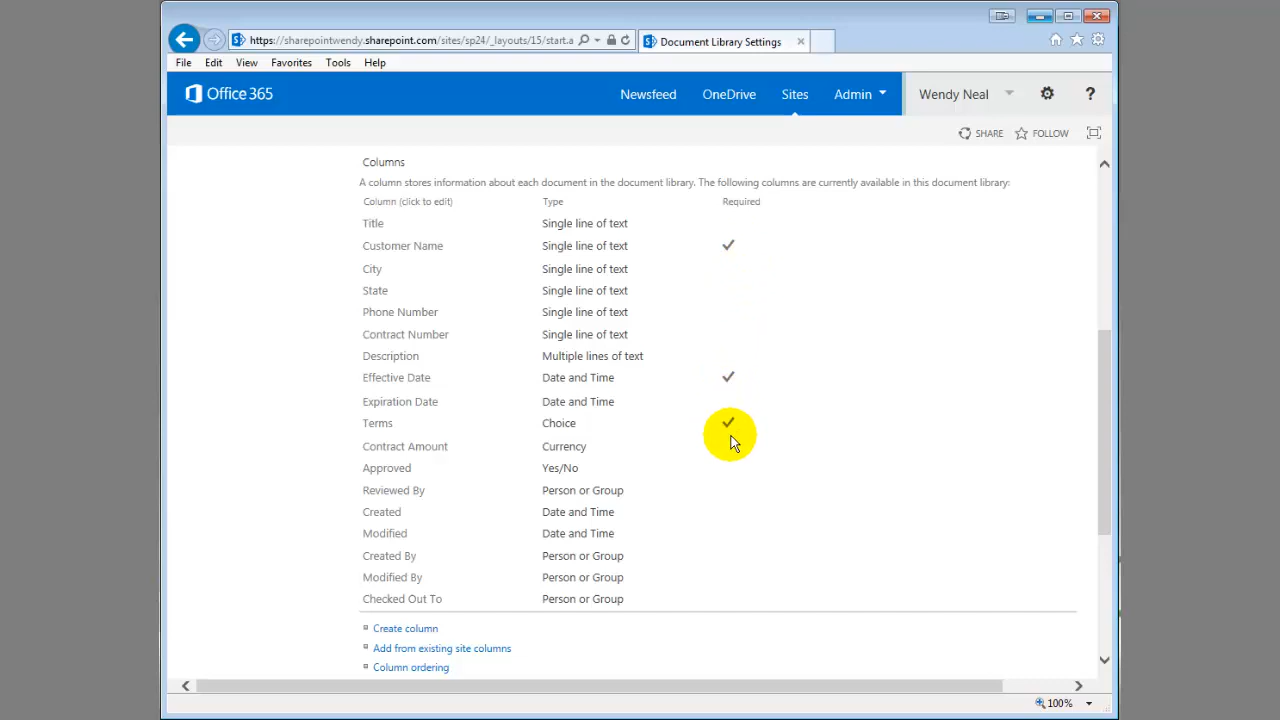 https://sharepointwendy.sharepoint.com/sites/sp24/_layouts/15/start.a
Document Library Settings
File Edit View Favorites Tools Help
Office 365
Newsfeed OneDrive Sites Admin Wendy Neal ?
SHARE FOLLOW
Columns
A column stores information about each document in the document library. The following columns are currently available in this document library:
Column (click to edit) Type Required
Title Single line of text
Customer Name Single line of text
City Single line of text
State Single line of text
Phone Number Single line of text
Contract Number Single line of text
Description Multiple lines of text
Effective Date Date and Time
Expiration Date Date and Time
Terms Choice
Contract Amount Currency
Approved Yes/No
Reviewed By Person or Group
Created Date and Time
Modified Date and Time
Created By Person or Group
Modified By Person or Group
Checked Out To Person or Group
Create column
Add from existing site columns
Column ordering
100%